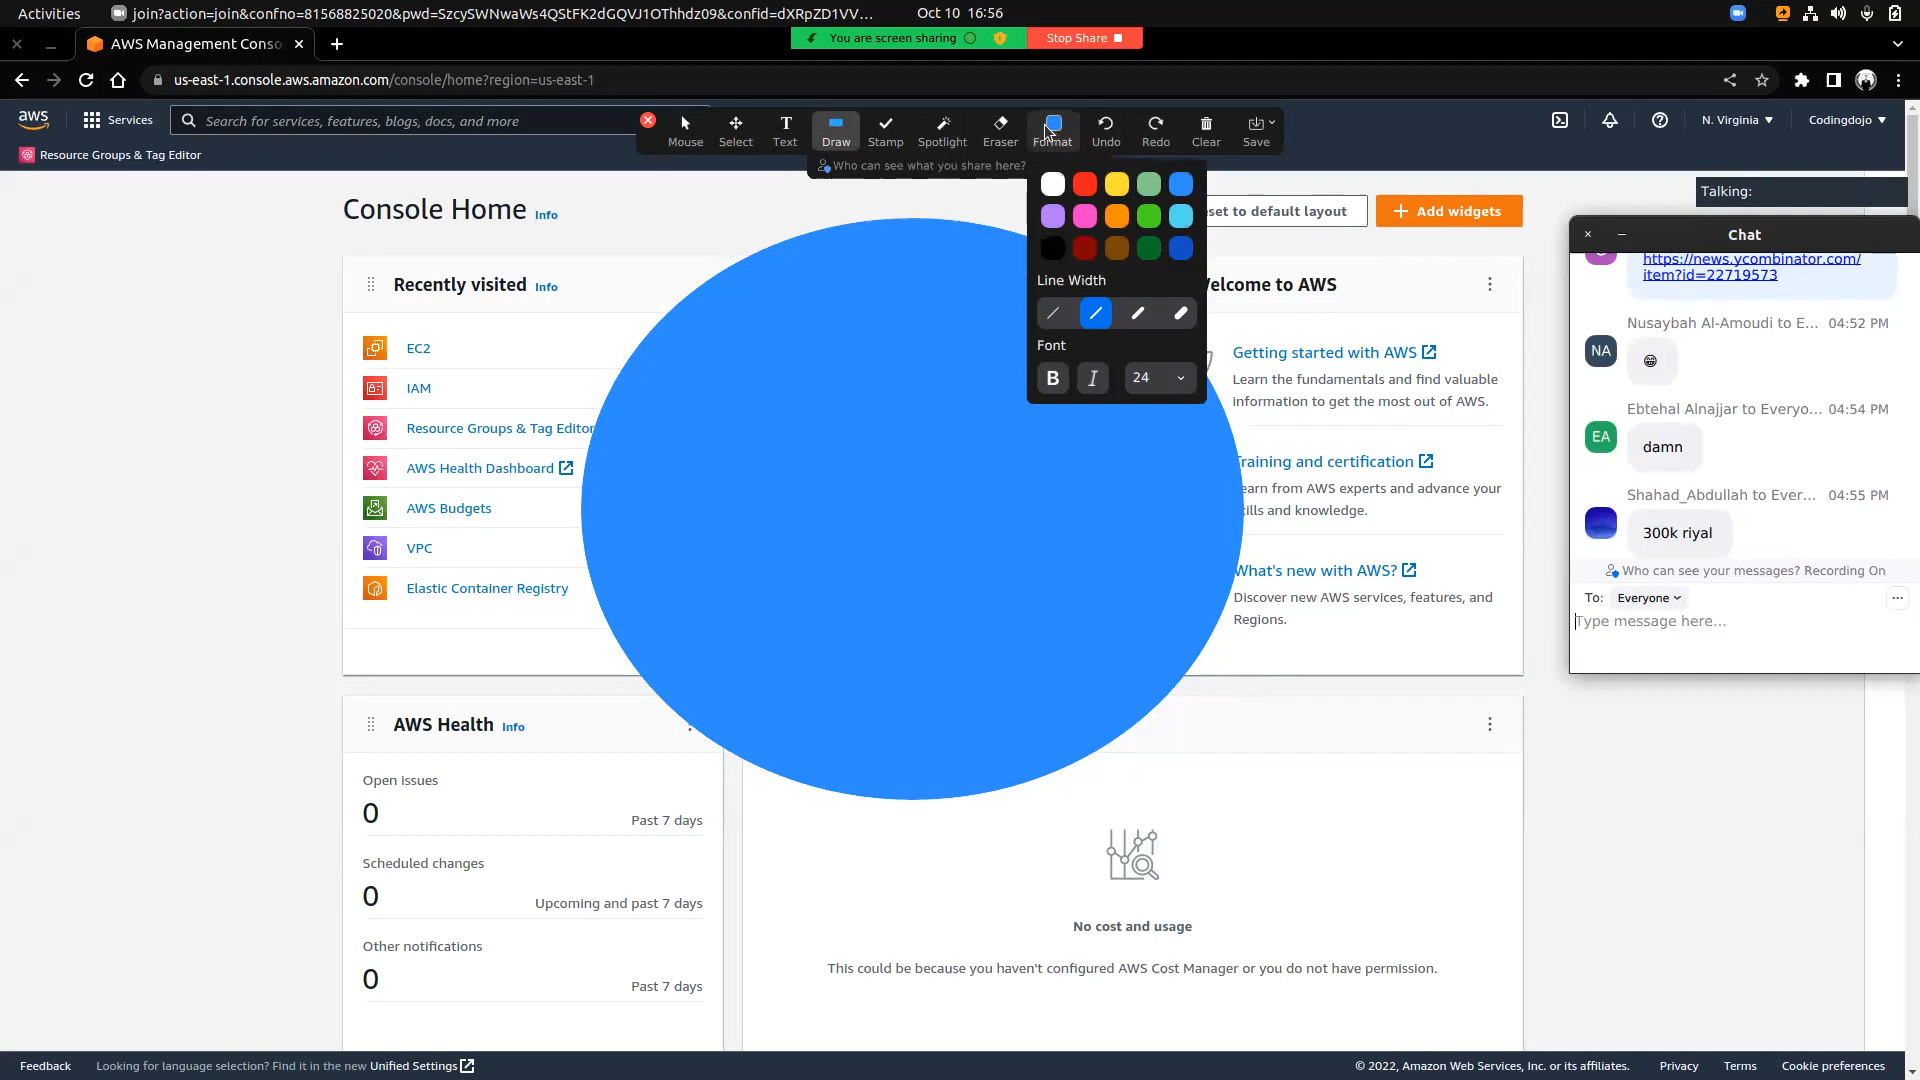 Activities
join?action=join&confno=81568825020&pwd=SzcySWNwaWs4QStFK2dGQVJ1OThhdz09&confid=dXRpZD1VV...
Oct 10 16:56
AWS Management Conso
You are screen sharing
Stop Share
us-east-1.console.aws.amazon.com/console/home?region=us-east-1
aws
Services
Search for services, features, blogs, docs, and more
N. Virginia
Codingdojo
Mouse
Select
Text
Draw
Stamp
Spotlight
Eraser
Format
Undo
Redo
Clear
Save
Who can see what you share here?
Resource Groups & Tag Editor
Talking:
Console Home Info
set to default layout
Add widgets
Line Width
Font
B
I
24
Recently visited Info
EC2
IAM
Resource Groups & Tag Editor
AWS Health Dashboard
AWS Budgets
VPC
Elastic Container Registry
elcome to AWS
Getting started with AWS
Learn the fundamentals and find valuable
information to get the most out of AWS.
Training and certification
earn from AWS experts and advance your
ills and knowledge.
What's new with AWS?
Discover new AWS services, features, and
Regions.
Chat
https://news.ycombinator.com/
item?id=22719573
Nusaybah Al-Amoudi to E... 04:52 PM
NA
😁
Ebtehal Alnajjar to Everyo... 04:54 PM
EA
damn
Shahad_Abdullah to Ever... 04:55 PM
300k riyal
Who can see your messages? Recording On
To: Everyone
Type message here...
AWS Health Info
Open issues
0
Past 7 days
Scheduled changes
0
Upcoming and past 7 days
Other notifications
0
Past 7 days
No cost and usage
This could be because you haven't configured AWS Cost Manager or you do not have permission.
Feedback
Looking for language selection? Find it in the new Unified Settings
© 2022, Amazon Web Services, Inc. or its affiliates.
Privacy
Terms
Cookie preferences